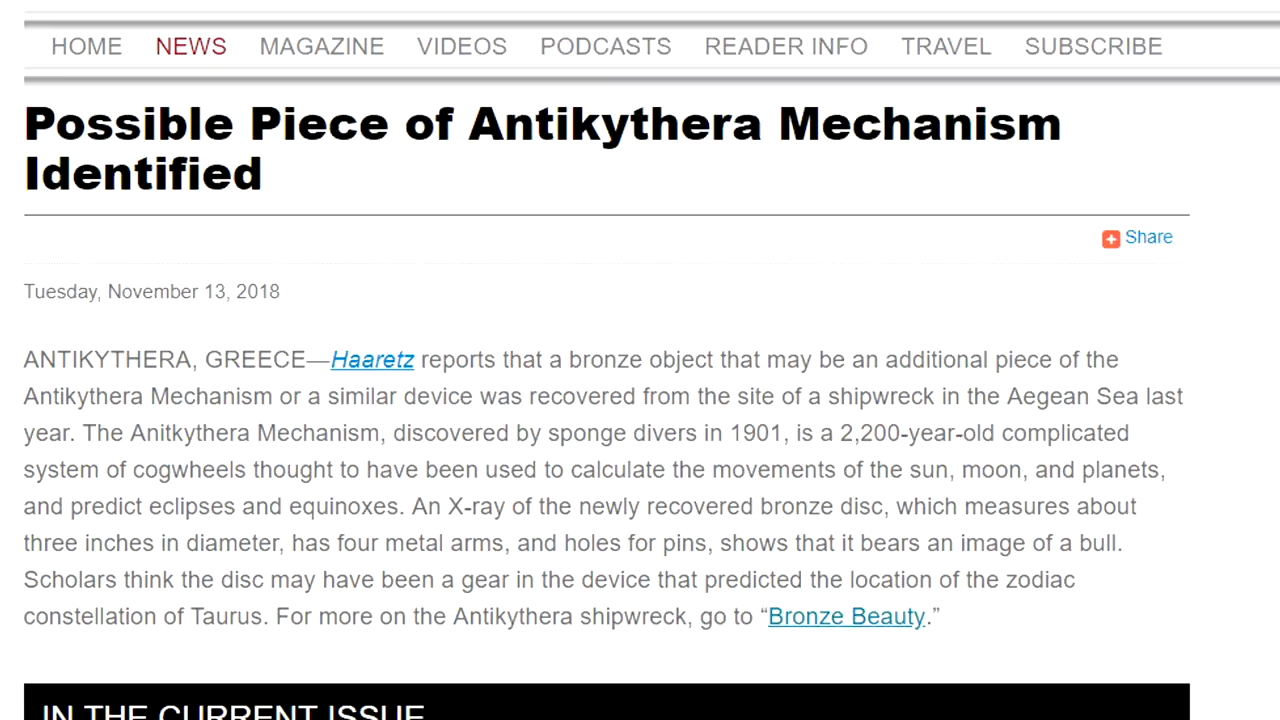 HOME NEWS MAGAZINE VIDEOS PODCASTS READER INFO TRAVEL SUBSCRIBE
Possible Piece of Antikythera Mechanism
Identified
Share
Tuesday, November 13, 2018
ANTIKYTHERA, GREECE—Haaretz reports that a bronze object that may be an additional piece of the
Antikythera Mechanism or a similar device was recovered from the site of a shipwreck in the Aegean Sea last
year. The Anitkythera Mechanism, discovered by sponge divers in 1901, is a 2,200-year-old complicated
system of cogwheels thought to have been used to calculate the movements of the sun, moon, and planets,
and predict eclipses and equinoxes. An X-ray of the newly recovered bronze disc, which measures about
three inches in diameter, has four metal arms, and holes for pins, shows that it bears an image of a bull.
Scholars think the disc may have been a gear in the device that predicted the location of the zodiac
constellation of Taurus. For more on the Antikythera shipwreck, go to “Bronze Beauty.”
IN THE CURRENT ISSUE